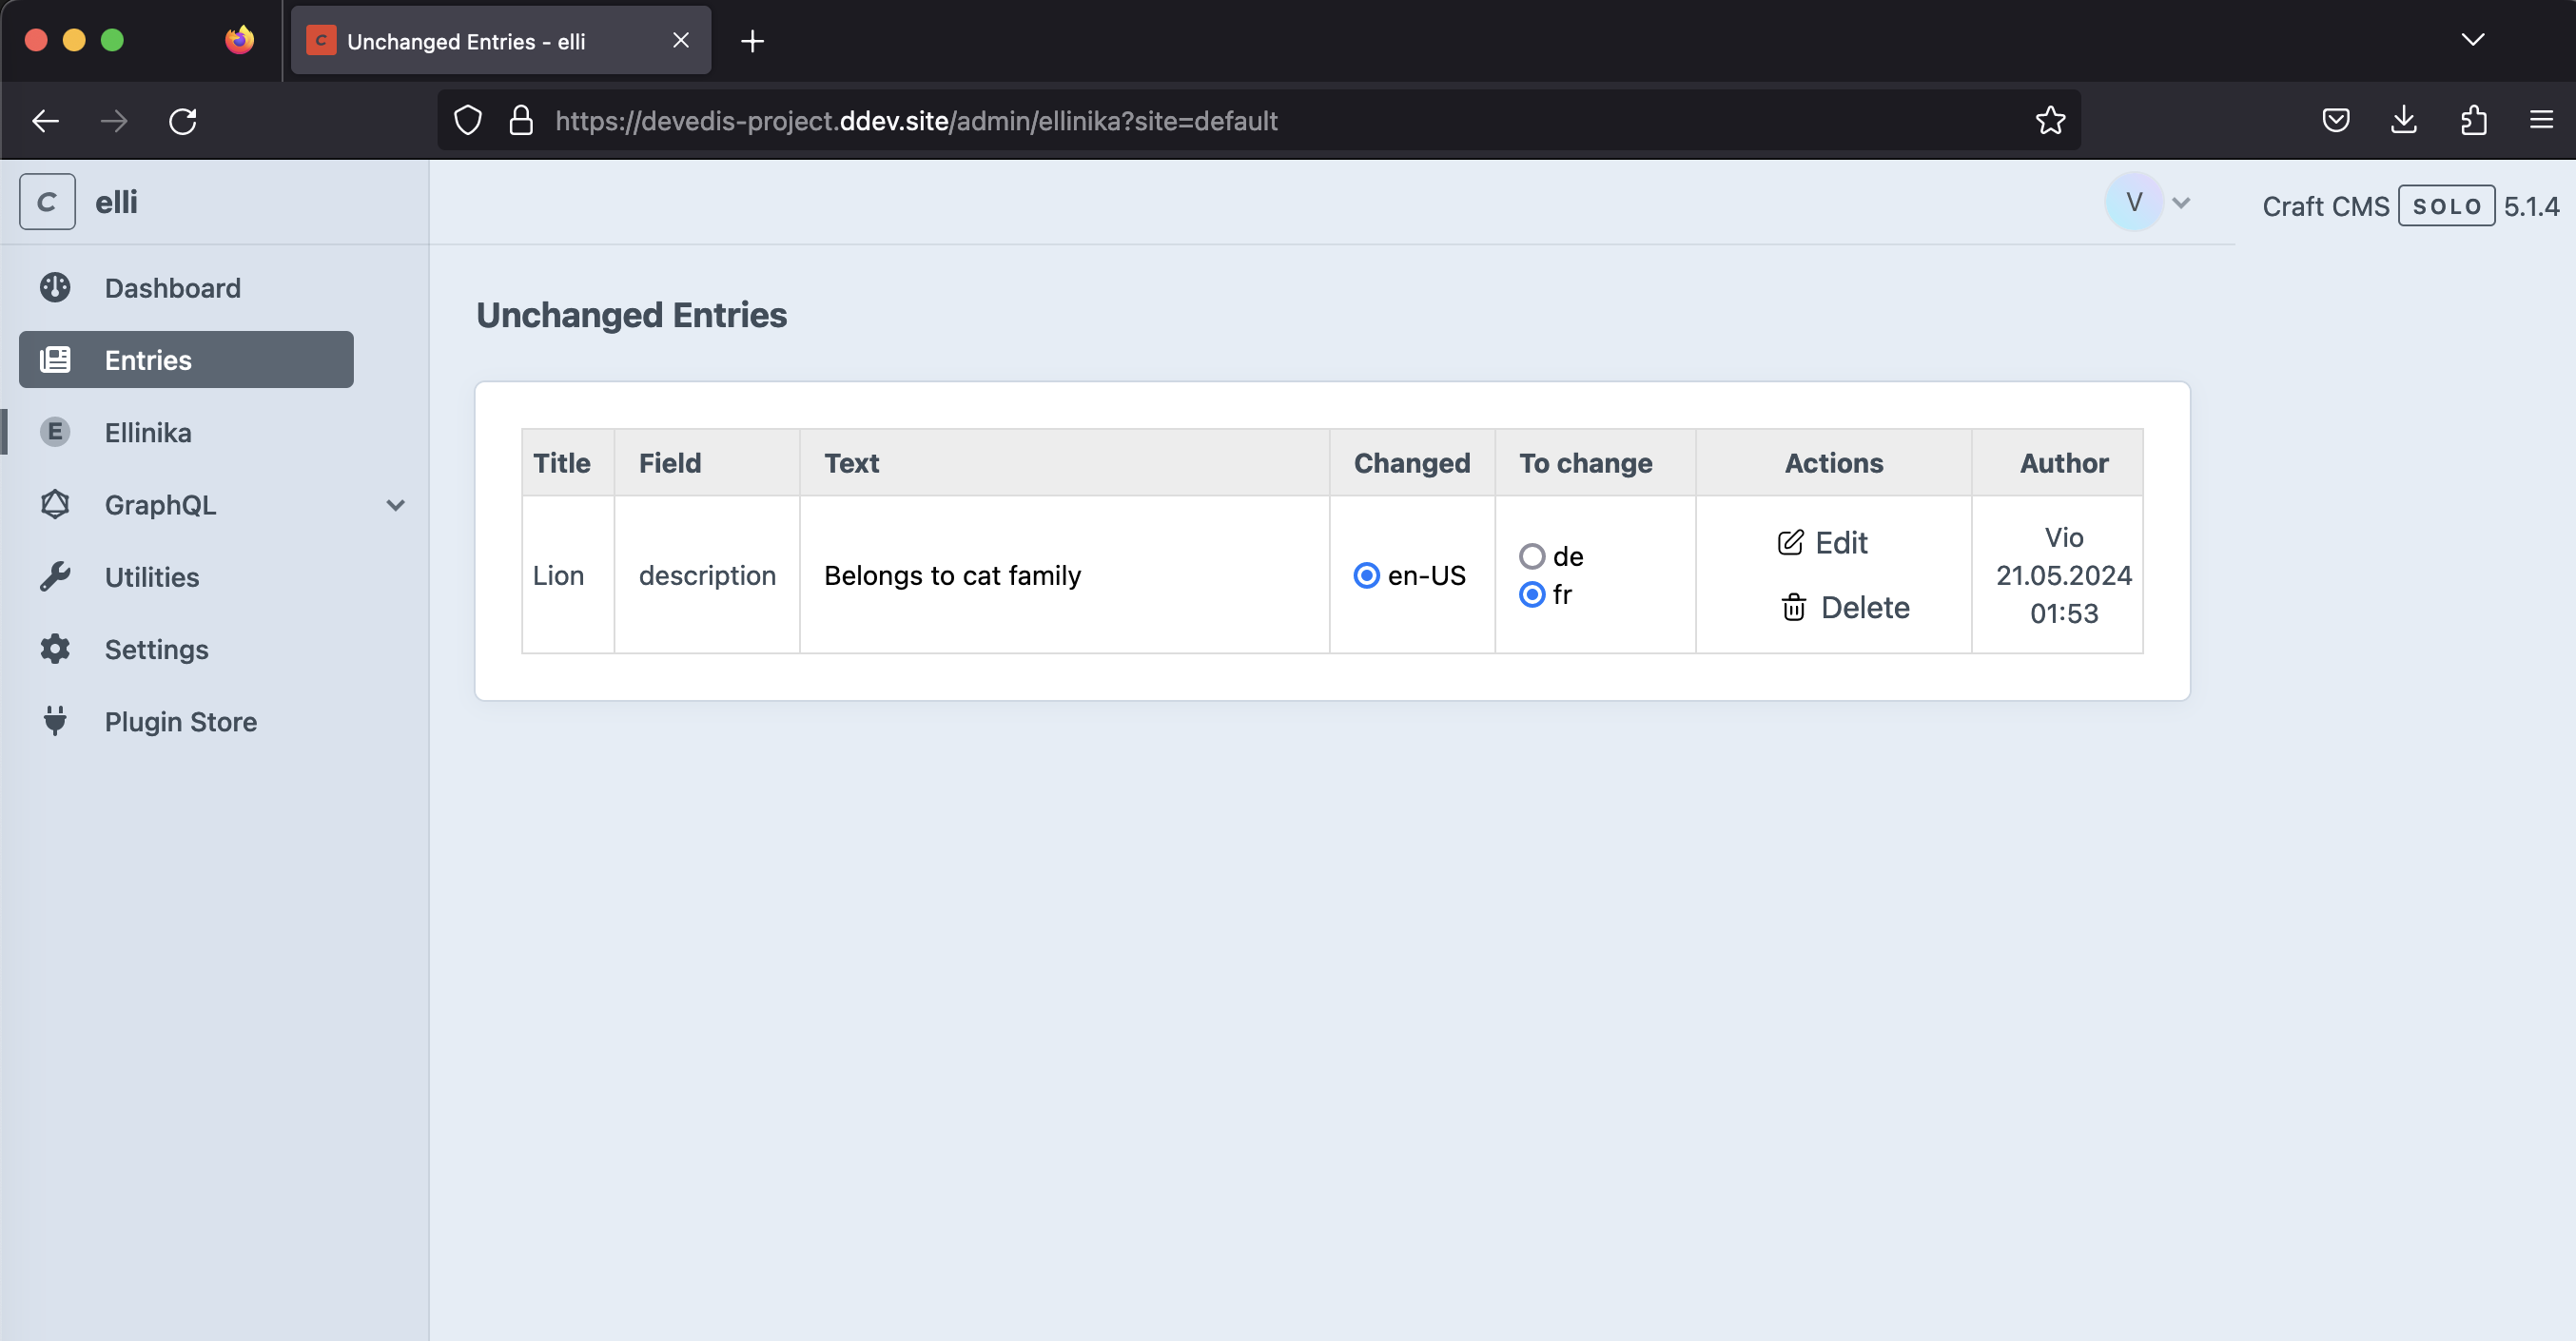 Unchanged Entries - elli
https://devedis-project.ddev.site/admin/ellinika?site=default
C elli
V
Craft CMS SOLO 5.1.4
Dashboard
Entries
E Ellinika
GraphQL
Utilities
Settings
Plugin Store
Unchanged Entries
Title Field Text Changed To change Actions Author
Lion description Belongs to cat family en-US
de
fr
Edit
Delete
Vio
21.05.2024
01:53